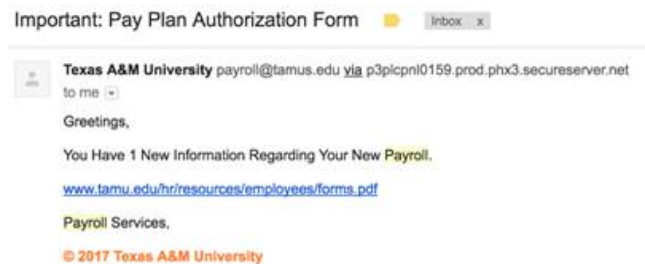 Important: Pay Plan Authorization Form Inbox x
Texas A&M University payroll@tamus.edu via p3plcpnl0159.prod.phx3.secureserver.net
to me
Greetings,
You Have 1 New Information Regarding Your New Payroll.
www.tamu.edu/hr/resources/employees/forms.pdf
Payroll Services,
© 2017 Texas A&M University